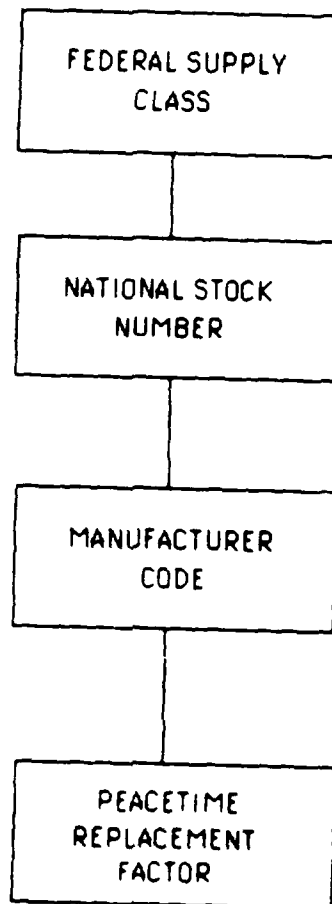 FEDERAL SUPPLY
CLASS
NATIONAL STOCK
NUMBER
MANUFACTURER
CODE
PEACETIME
REPLACEMENT
FACTOR